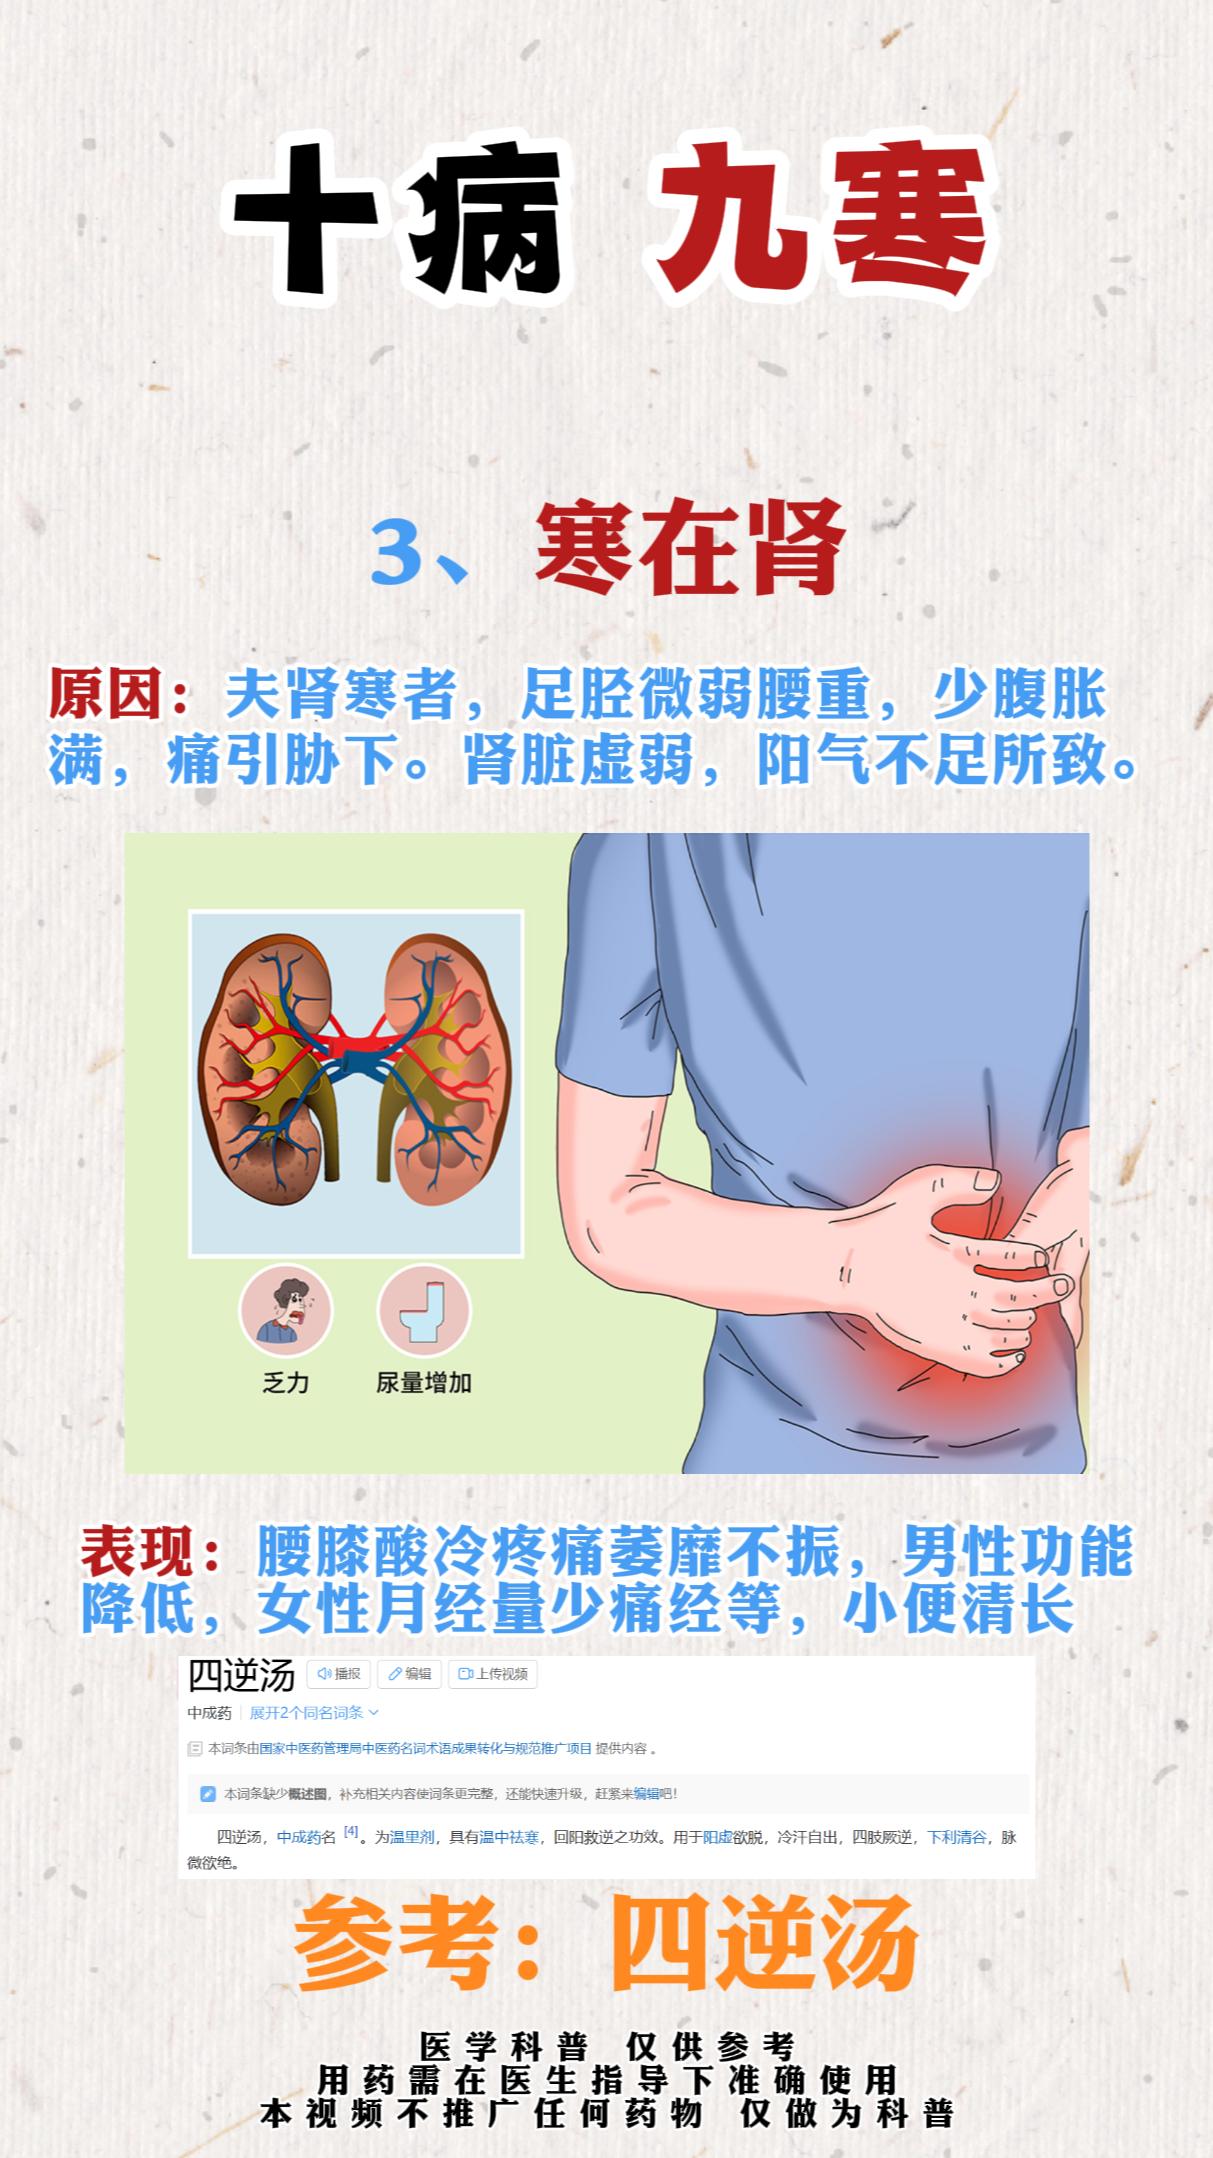 十病 九寒
3、寒在肾
原因：夫肾寒者，足胫微弱腰重，少腹胀
满，痛引胁下。肾脏虚弱，阳气不足所致。
乏力 尿量增加
表现：腰膝酸冷疼痛萎靡不振，男性功能
降低，女性月经量少痛经等，小便清长
四逆汤 播报 编辑 上传视频
中成药 展开2个同名词条
本词条由国家中医药管理局中医药名词术语成果转化与规范推广项目 提供内容 。
本词条缺少概述图，补充相关内容使词条更完整，还能快速升级，赶紧来编辑吧！
四逆汤，中成药名 [4] 。为温里剂，具有温中祛寒，回阳救逆之功效。用于阳虚欲脱，冷汗自出，四肢厥逆，下利清谷，脉
微欲绝。
参考：四逆汤
医学科普 仅供参考
用药需在医生指导下准确使用
本视频不推广任何药物 仅做为科普